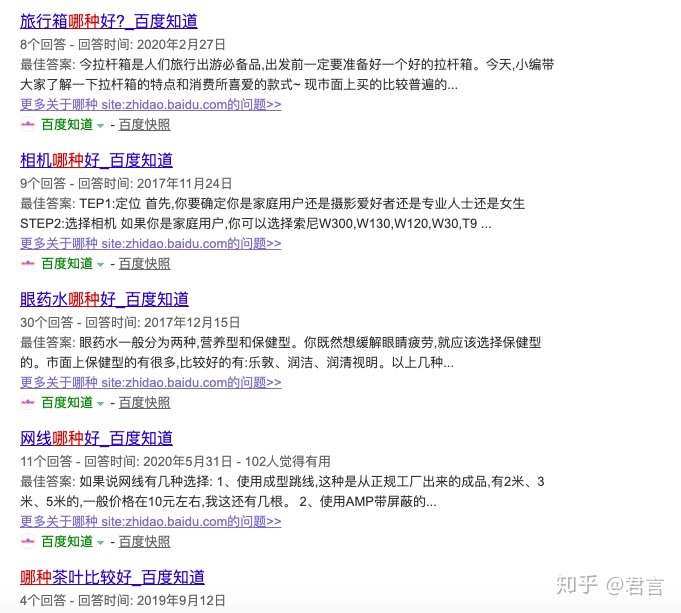 旅行箱哪种好?_百度知道
8个回答 - 回答时间: 2020年2月27日
最佳答案: 今拉杆箱是人们旅行出游必备品,出发前一定要准备好一个好的拉杆箱。今天,小编带
大家了解一下拉杆箱的特点和消费所喜爱的款式~ 现市面上买的比较普遍的...
更多关于哪种 site:zhidao.baidu.com的问题>>
百度知道 - 百度快照
相机哪种好_百度知道
9个回答 - 回答时间: 2017年11月24日
最佳答案: TEP1:定位 首先,你要确定你是家庭用户还是摄影爱好者还是专业人士还是女生
STEP2:选择相机 如果你是家庭用户,你可以选择索尼W300,W130,W120,W30,T9 ...
更多关于哪种 site:zhidao.baidu.com的问题>>
百度知道 - 百度快照
眼药水哪种好_百度知道
30个回答 - 回答时间: 2017年12月15日
最佳答案: 眼药水一般分为两种,营养型和保健型。你既然想缓解眼睛疲劳,就应该选择保健型
的。市面上保健型的有很多,比较好的有:乐敦、润洁、润清视明。以上几种...
更多关于哪种 site:zhidao.baidu.com的问题>>
百度知道 - 百度快照
网线哪种好_百度知道
11个回答 - 回答时间: 2020年5月31日 - 102人觉得有用
最佳答案: 如果说网线有几种选择: 1、使用成型跳线,这种是从正规工厂出来的成品,有2米、3
米、5米的,一般价格在10元左右,我这还有几根。 2、使用AMP带屏蔽的...
更多关于哪种 site:zhidao.baidu.com的问题>>
百度知道 - 百度快照
哪种茶叶比较好_百度知道
4个回答 - 回答时间: 2019年9月12日
知乎 @君言